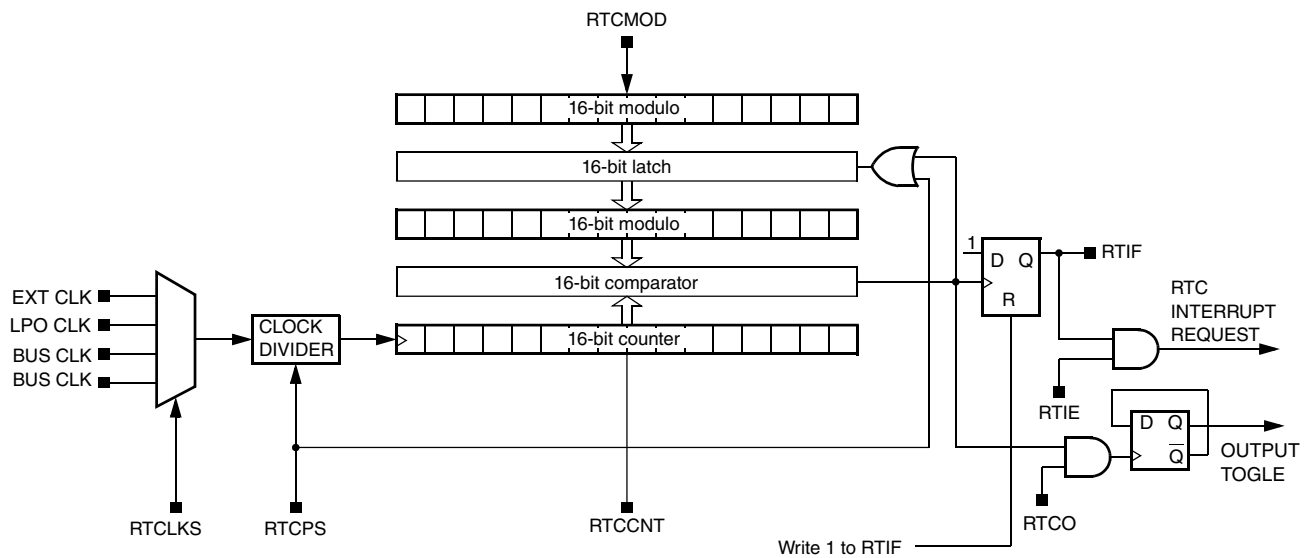 RTCMOD
16-bit modulo
16-bit latch
16-bit modulo
16-bit comparator
16-bit counter
EXT CLK
LPO CLK
BUS CLK
BUS CLK
CLOCK
DIVIDER
RTCLKS
RTCPS
RTCCNT
1
D Q
R
RTIF
RTC
INTERRUPT
REQUEST
RTIE
D Q
Q
OUTPUT
TOGLE
RTCO
Write 1 to RTIF